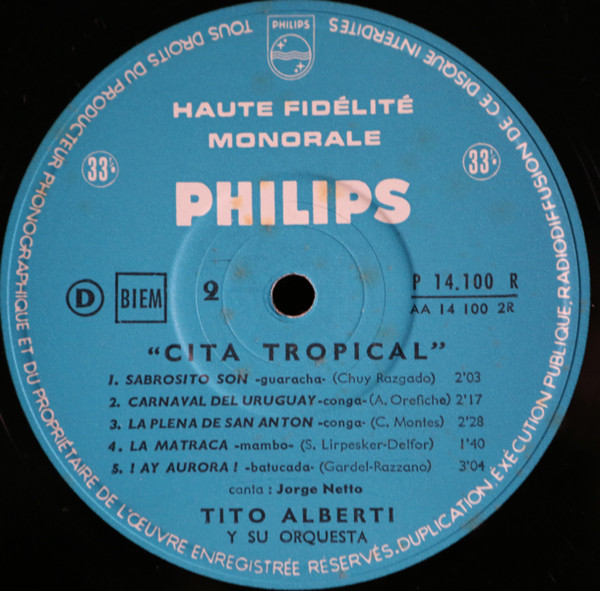 TOUS DROITS DU PRODUCTEUR PHONOGRAPHIQUE ET DU PROPRIÉTAIRE DE L'ŒUVRE ENREGISTRÉE RÉSERVÉS. DUPLICATION, EXÉCUTION PUBLIQUE, RADIODIFFUSION DE CE DISQUE INTERDITES
PHILIPS
HAUTE FIDÉLITÉ
MONORALE
33
33
PHILIPS
D BIEM 2 P 14.100 R
AA 14 100 2R
"CITA TROPICAL"
1. SABROSITO SON -guaracha- (Chuy Razgado) 2'03
2. CARNAVAL DEL URUGUAY -conga- (A. Orefiche) 2'17
3. LA PLENA DE SAN ANTON -conga- (C. Montes) 2'28
4. LA MATRACA -mambo- (S. Lirpesker-Delfor) 1'40
5. ! AY AURORA ! -batucada- (Gardel-Razzano) 3'04
canta : Jorge Netto
TITO ALBERTI
Y SU ORQUESTA